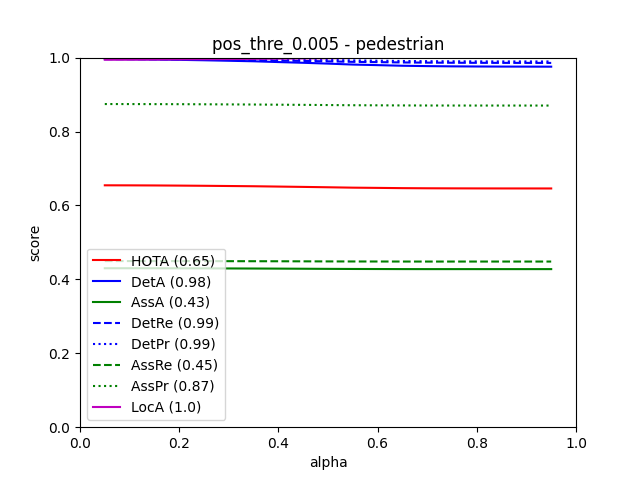 pos_thre_0.005 - pedestrian
score
1.0
0.8
0.6
0.4
0.2
0.0
HOTA (0.65)
DetA (0.98)
AssA (0.43)
DetRe (0.99)
DetPr (0.99)
AssRe (0.45)
AssPr (0.87)
LocA (1.0)
0.0 0.2 0.4 0.6 0.8 1.0
alpha